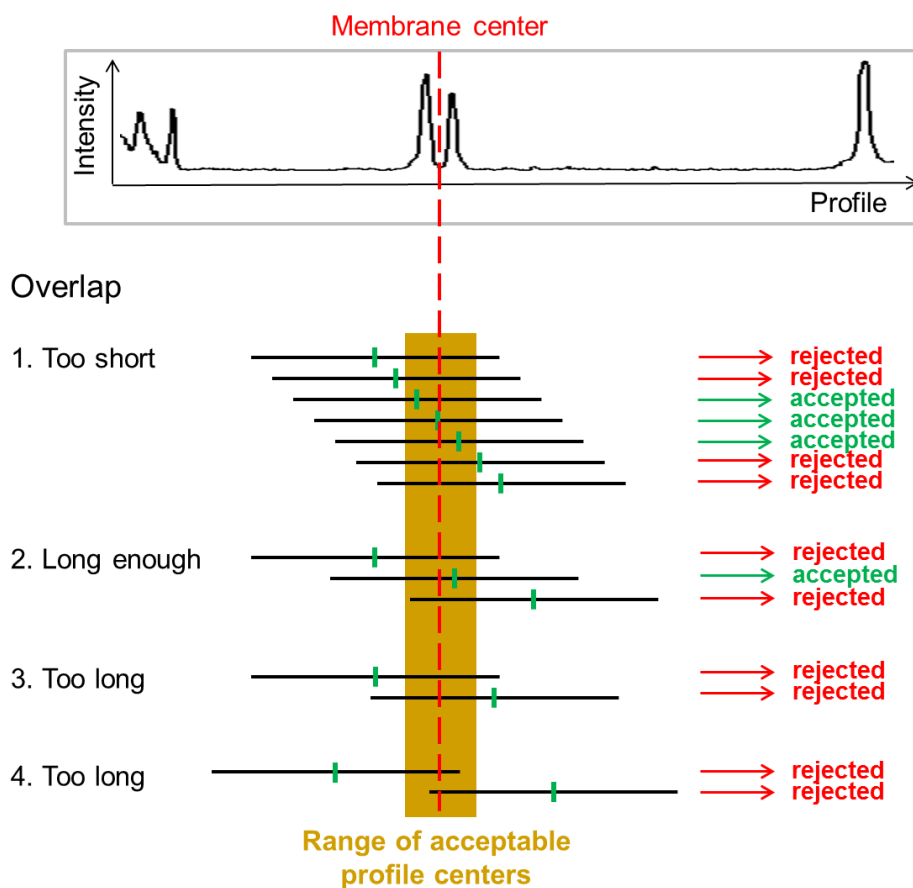 Membrane center
Intensity
Profile
Overlap
1. Too short
rejected
rejected
accepted
accepted
accepted
rejected
rejected
2. Long enough
rejected
accepted
rejected
3. Too long
rejected
rejected
4. Too long
rejected
rejected
Range of acceptable
profile centers